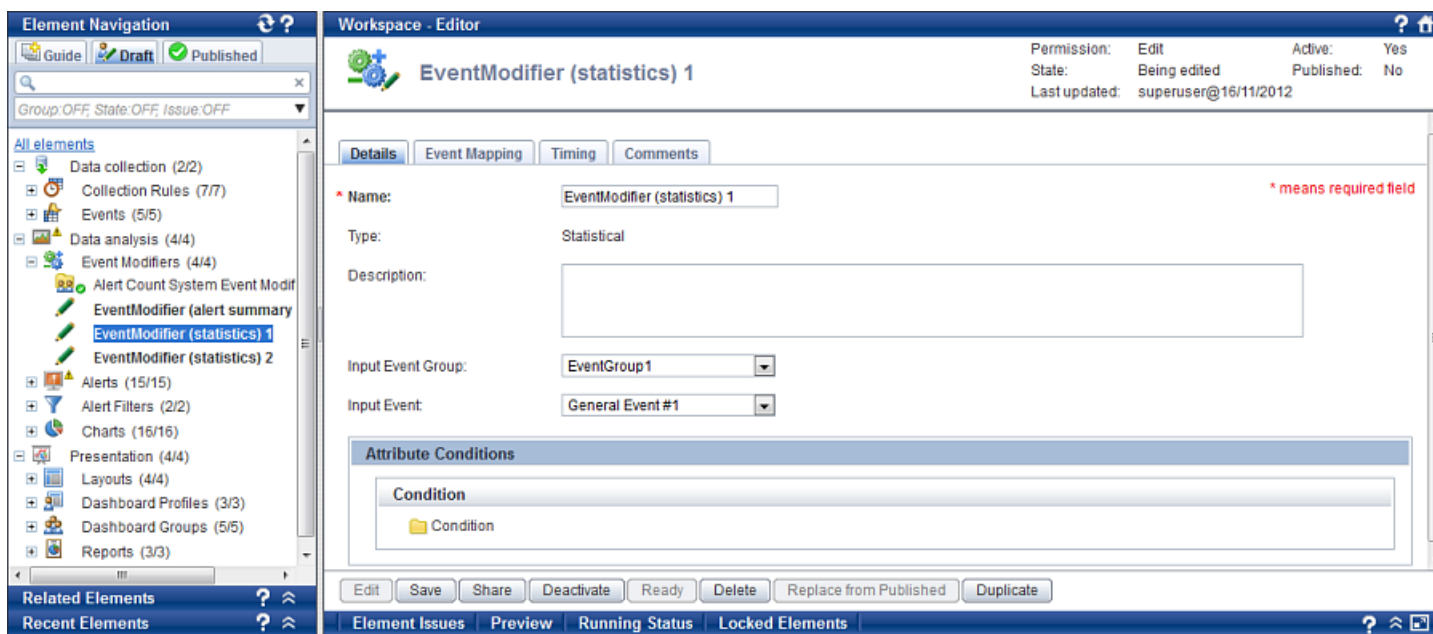 Element Navigation ?
Guide Draft Published
Group:OFF, State:OFF, Issue:OFF
All elements
Data collection (2/2)
Collection Rules (7/7)
Events (5/5)
Data analysis (4/4)
Event Modifiers (4/4)
Alert Count System Event Modif
EventModifier (alert summary
EventModifier (statistics) 1
EventModifier (statistics) 2
Alerts (15/15)
Alert Filters (2/2)
Charts (16/16)
Presentation (4/4)
Layouts (4/4)
Dashboard Profiles (3/3)
Dashboard Groups (5/5)
Reports (3/3)
Related Elements ?
Recent Elements ?
Workspace - Editor ?
EventModifier (statistics) 1
Permission: Edit Active: Yes
State: Being edited Published: No
Last updated: superuser@16/11/2012
Details Event Mapping Timing Comments
* means required field
* Name: EventModifier (statistics) 1
Type: Statistical
Description:
Input Event Group: EventGroup1
Input Event: General Event #1
Attribute Conditions
Condition
Condition
Edit Save Share Deactivate Ready Delete Replace from Published Duplicate
Element Issues Preview Running Status Locked Elements ?